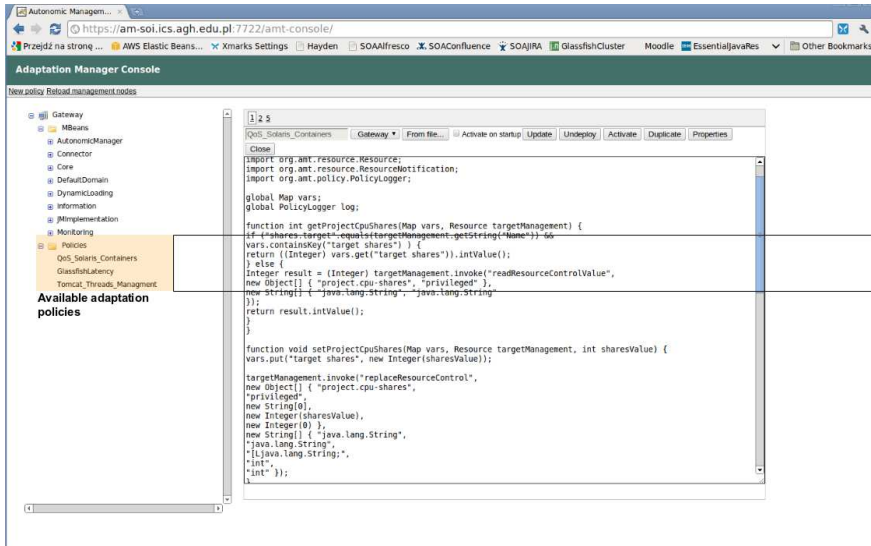 Autonomic Managem...
https://am-soi.ics.agh.edu.pl:7722/amt-console/
Przejdź na stronę ... AWS Elastic Beans... Xmarks Settings Hayden SOAAlfresco SOAConfluence SOAJIRA GlassfishCluster Moodle EssentialJavaRes Other Bookmarks
Adaptation Manager Console
New policy Reload management nodes
Gateway
MBeans
AutonomicManager
Connector
Core
DefaultDomain
DynamicLoading
Information
JMImplementation
Monitoring
Policies
QoS_Solaris_Containers
GlassfishLatency
Tomcat_Threads_Managment
Available adaptation
policies
1 2 5
QoS_Solaris_Containers Gateway From file... Activate on startup Update Undeploy Activate Duplicate Properties
Close
import org.amt.resource.Resource;
import org.amt.resource.ResourceNotification;
import org.amt.policy.PolicyLogger;
global Map vars;
global PolicyLogger log;
function int getProjectCpuShares(Map vars, Resource targetManagement) {
if ("shares.target".equals(targetManagement.getString("Name")) &&
vars.containsKey("target shares") ) {
return ((Integer) vars.get("target shares")).intValue();
} else {
Integer result = (Integer) targetManagement.invoke("readResourceControlValue",
new Object[] { "project.cpu-shares", "privileged" },
new String[] { "java.lang.String", "java.lang.String"
});
return result.intValue();
}
}
function void setProjectCpuShares(Map vars, Resource targetManagement, int sharesValue) {
vars.put("target shares", new Integer(sharesValue));
targetManagement.invoke("replaceResourceControl",
new Object[] { "project.cpu-shares",
"privileged",
new String[0],
new Integer(sharesValue),
new Integer(0) },
new String[] { "java.lang.String",
"java.lang.String",
"[Ljava.lang.String;",
"int",
"int" });
}